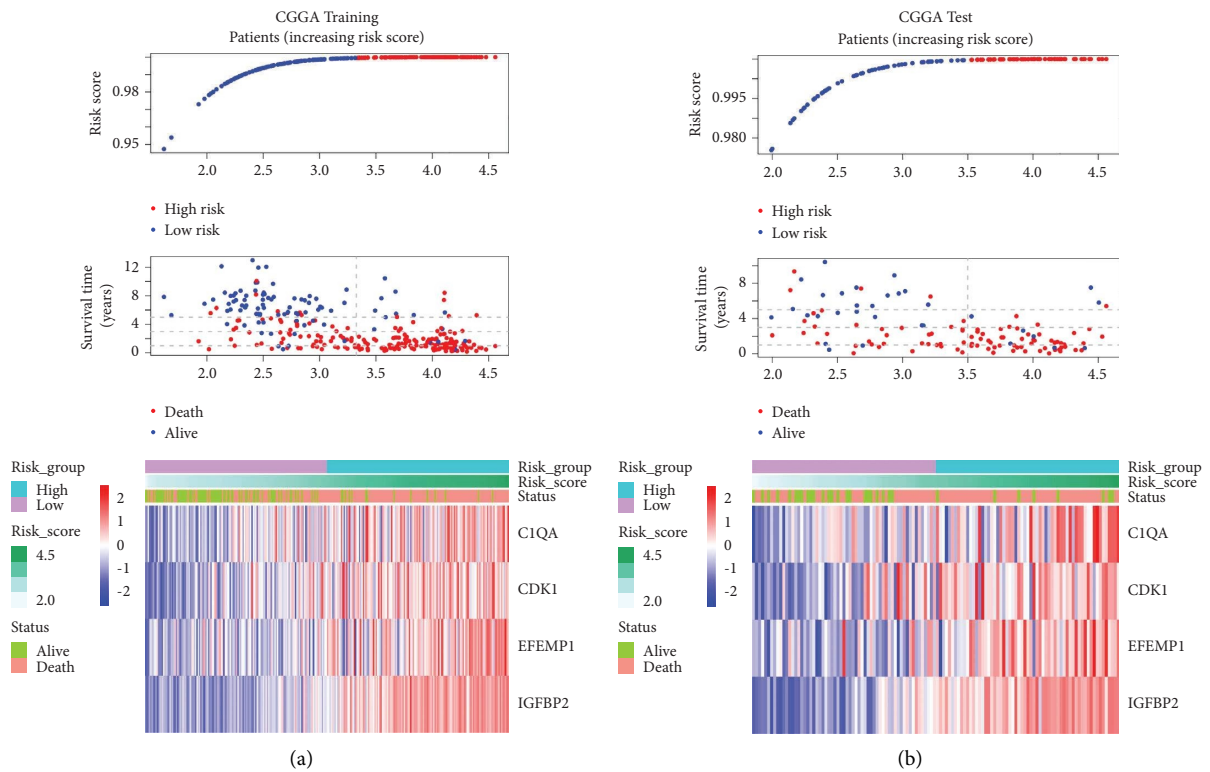 CGGA Training
Patients (increasing risk score)
Risk score
0.98
0.95
2.0 2.5 3.0 3.5 4.0 4.5
High risk
Low risk
Survival time
(years)
12
8
4
0
2.0 2.5 3.0 3.5 4.0 4.5
Death
Alive
Risk_group
High
Low
Risk_score
4.5
2.0
Status
Alive
Death
2
1
0
-1
-2
Risk_group
Risk_score
Status
C1QA
CDK1
EFEMP1
IGFBP2
(a)
CGGA Test
Patients (increasing risk score)
Risk score
0.995
0.980
2.0 2.5 3.0 3.5 4.0 4.5
High risk
Low risk
Survival time
(years)
8
4
0
2.0 2.5 3.0 3.5 4.0 4.5
Death
Alive
Risk_group
High
Low
Risk_score
4.5
2.0
Status
Alive
Death
2
1
0
-1
-2
Risk_group
Risk_score
Status
C1QA
CDK1
EFEMP1
IGFBP2
(b)